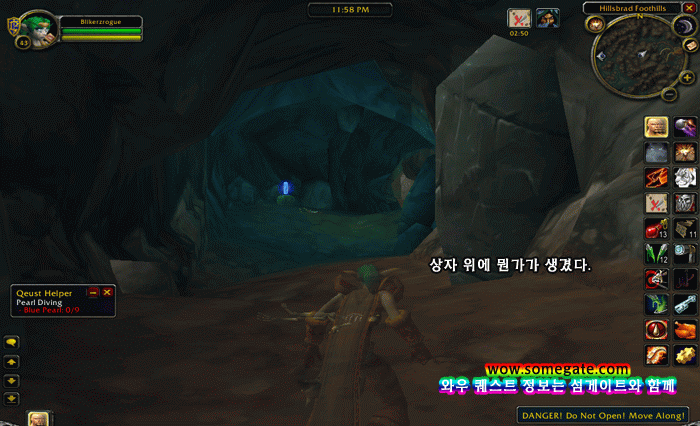 11:58 PM
Hillsbrad Foothills
Blikerzrogue
43
02:50
N
13
11
12
상자 위에 뭔가가 생겼다.
Qeust Helper
Pearl Diving
- Blue Pearl: 0/9
wow.somegate.com
와우 퀘스트 정보는 섬게이트와 함께
DANGER! Do Not Open! Move Along!